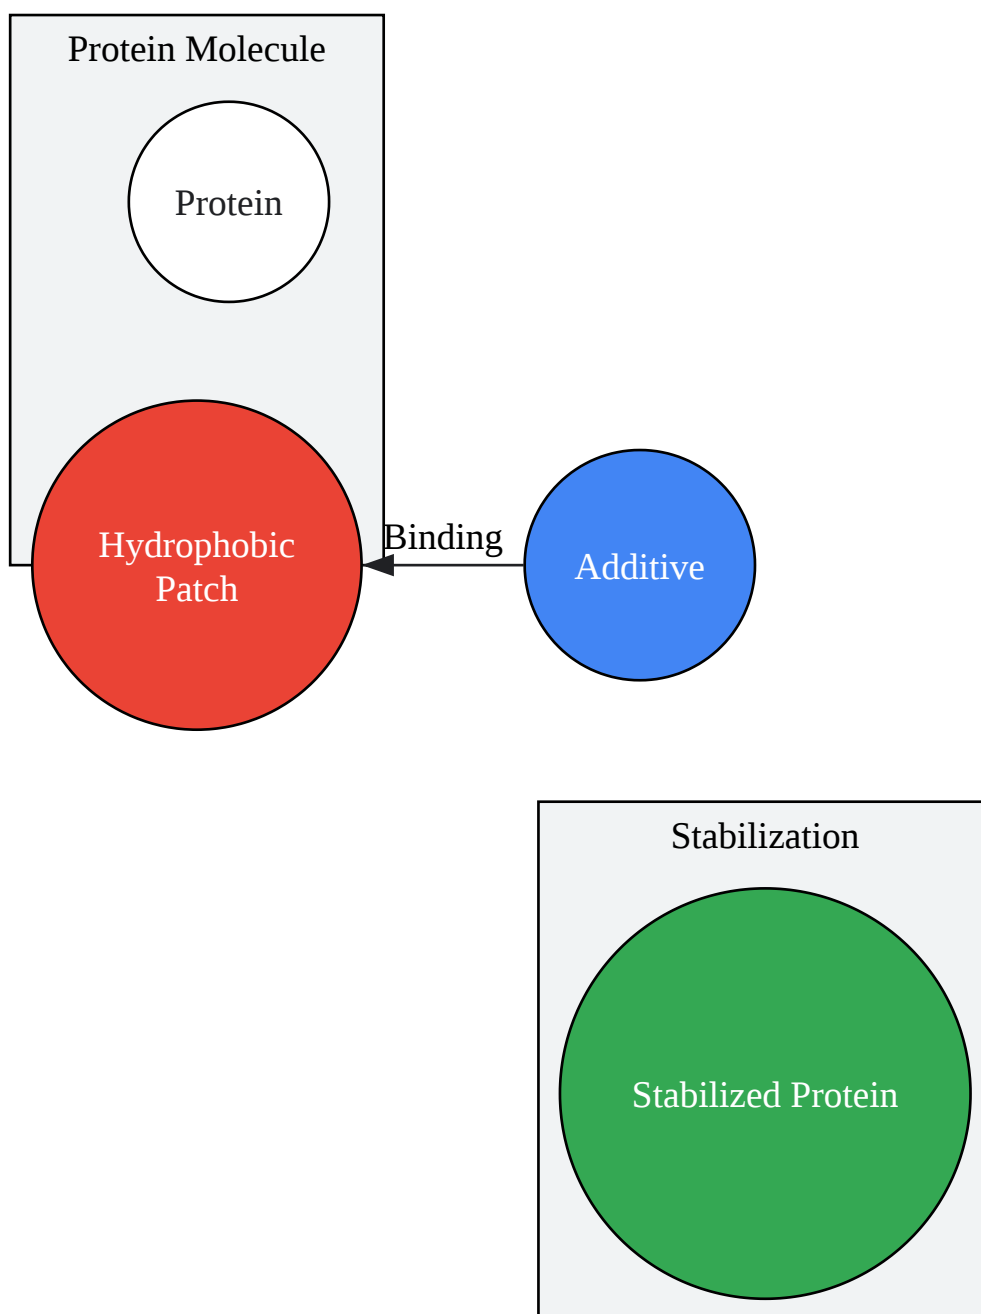 Protein Molecule
Protein
Hydrophobic
Patch
Binding
Additive
Stabilization
Stabilized Protein